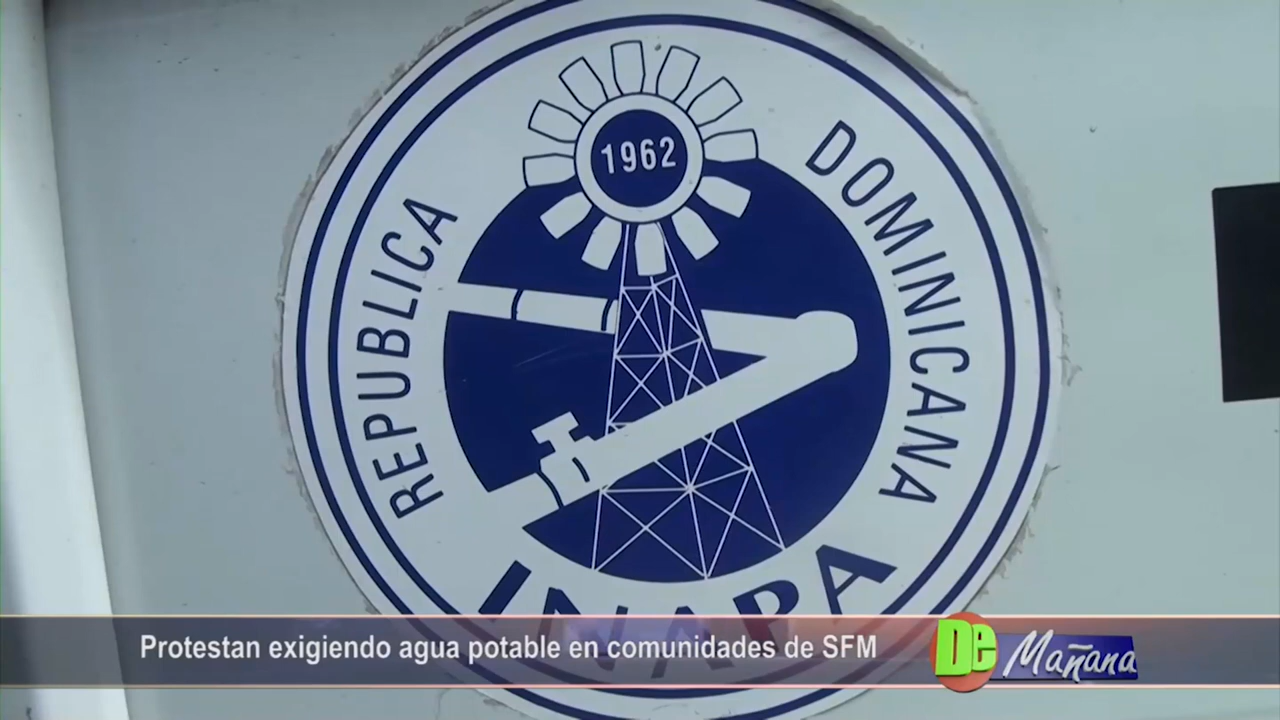 1962
REPUBLICA
DOMINICANA
INAPA
Protestan exigiendo agua potable en comunidades de SFM
De Mañana